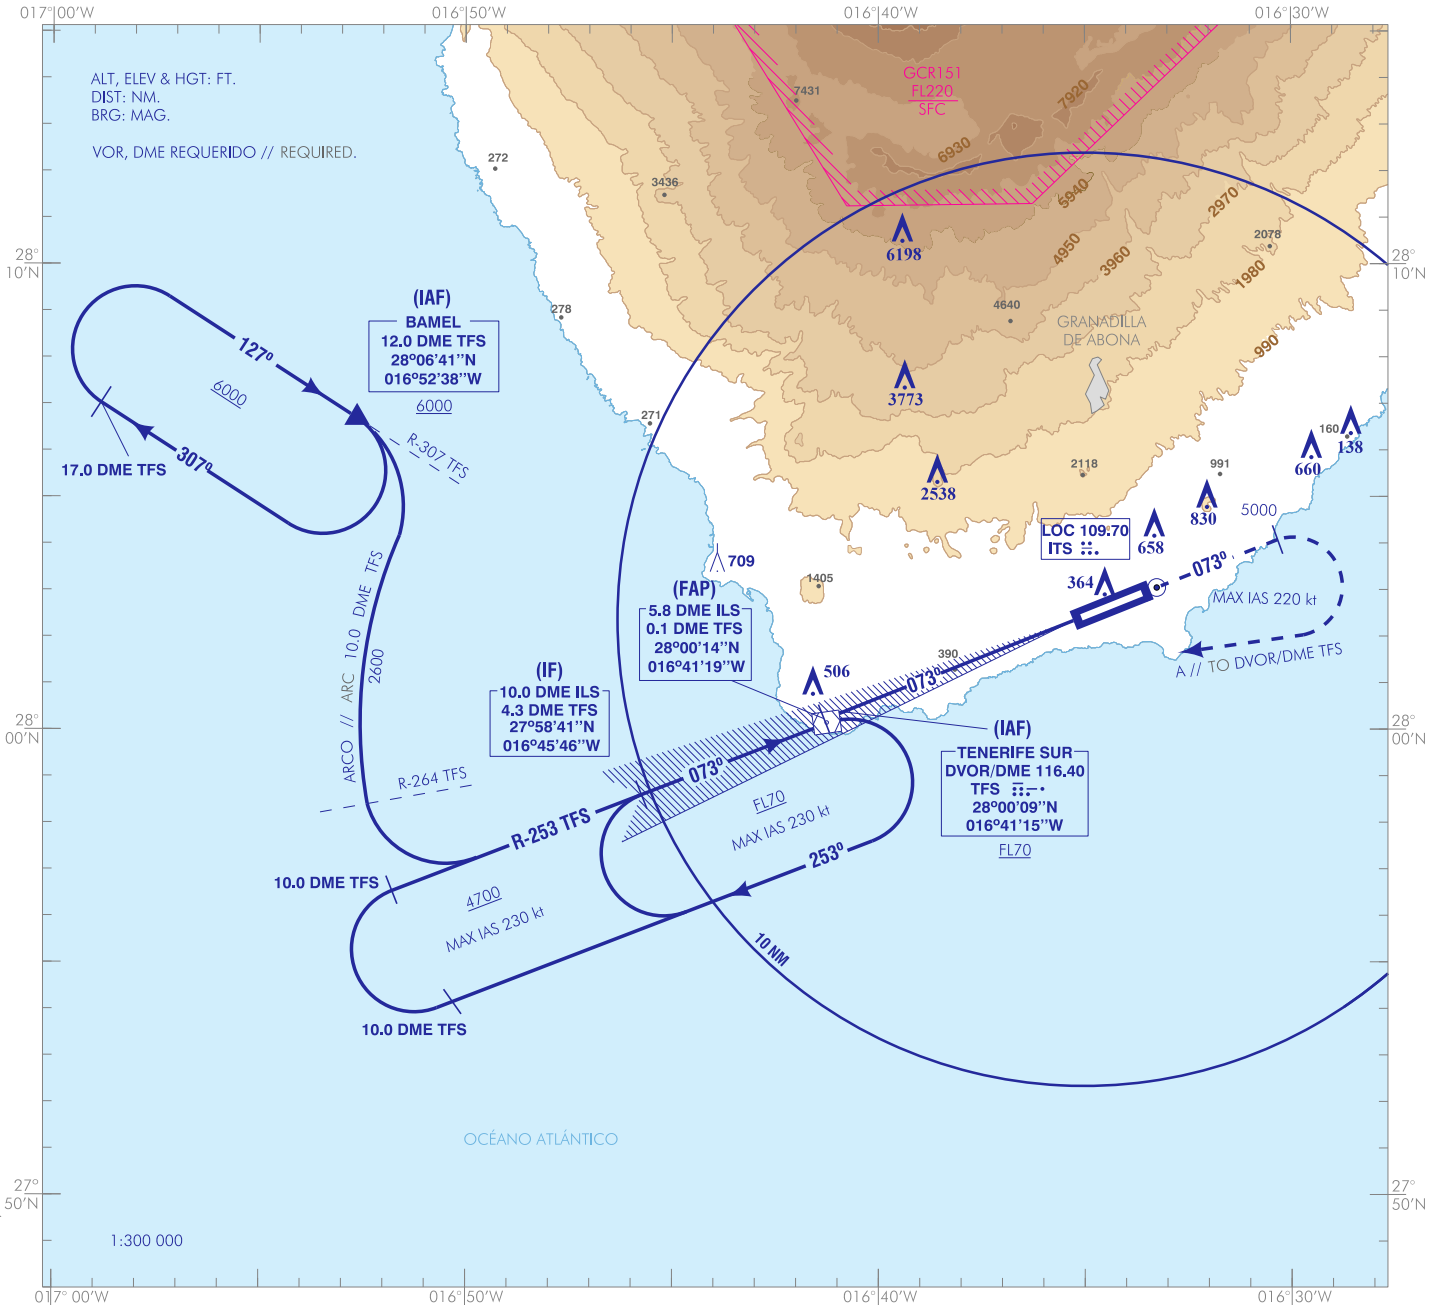 017° 00'W
016°50'W
016°40'W
016°30'W
ALT, ELEV & HGT: FT.
DIST: NM.
BRG: MAG.
VOR, DME REQUERIDO // REQUIRED.
GCR151
FL220
SFC
7431
7920
6930
5940
4950
3960
2970
1980
990
272
3436
2078
6198
28°
10'N
28°
10'N
4640
GRANADILLA
DE ABONA
278
(IAF)
BAMEL
12.0 DME TFS
28°06'41''N
016°52'38''W
6000
127º
6000
307º
17.0 DME TFS
R-307 TFS
3773
271
2538
2118
991
160
138
660
830
658
5000
LOC 109.70
ITS
364
073º
MAX IAS 220 kt
A // TO DVOR/DME TFS
709
1405
(FAP)
5.8 DME ILS
0.1 DME TFS
28°00'14''N
016°41'19''W
506
390
073º
ARCO // ARC 10.0 DME TFS
2600
(IF)
10.0 DME ILS
4.3 DME TFS
27°58'41''N
016°45'46''W
28°
00'N
28°
00'N
(IAF)
TENERIFE SUR
DVOR/DME 116.40
TFS
28°00'09''N
016°41'15''W
FL70
R-264 TFS
073º
FL70
MAX IAS 230 kt
R-253 TFS
253º
10.0 DME TFS
4700
MAX IAS 230 kt
10 NM
10.0 DME TFS
OCÉANO ATLÁNTICO
27°
50'N
27°
50'N
1:300 000
017° 00'W
016°50'W
016°40'W
016°30'W